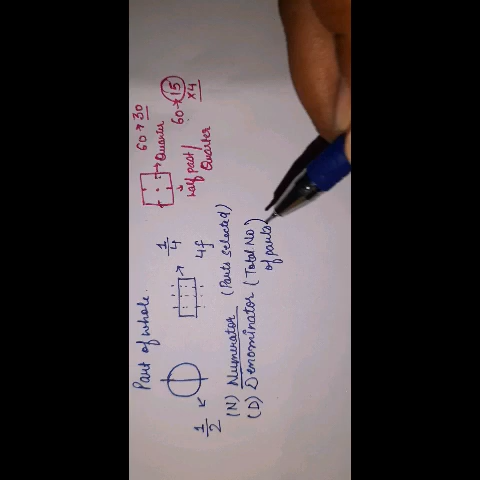 Part of whole.
1/2
1/4
4f
(N) Numerator (Parts selected)
(D) Denominator (Total No. of parts)
60 → 30
→ Quarter
60 → 15
×4
Half past /
Quarter